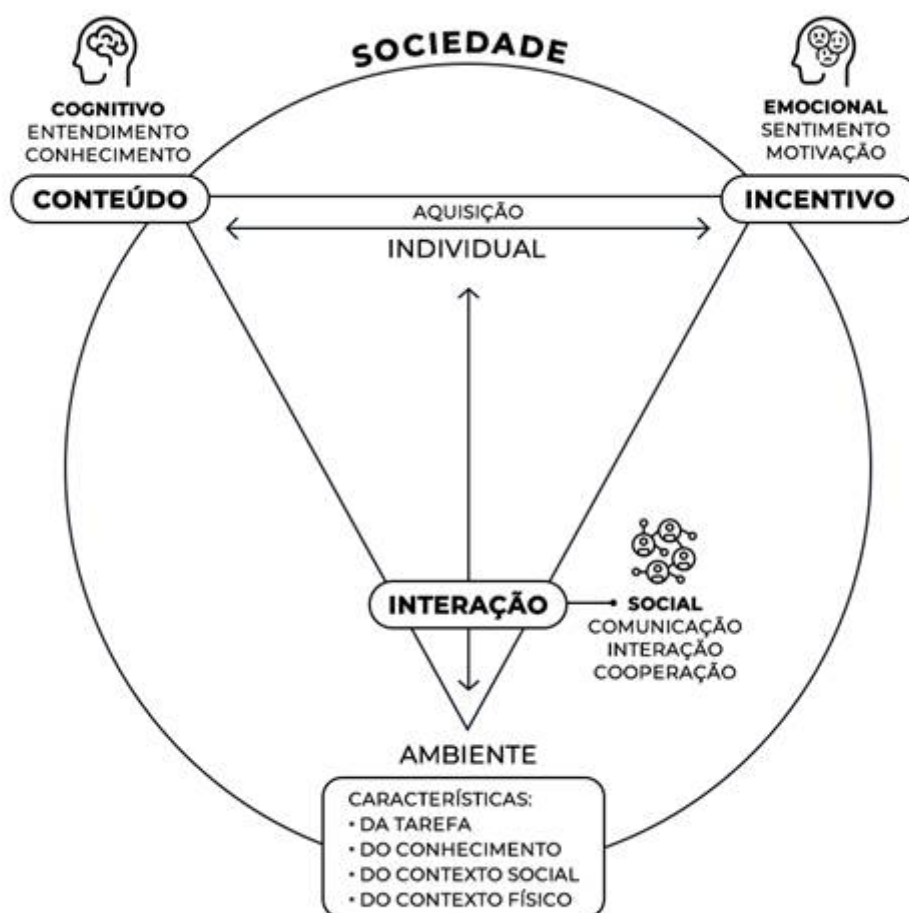 SOCIEDADE
COGNITIVO
ENTENDIMENTO
CONHECIMENTO
CONTEÚDO
EMOCIONAL
SENTIMENTO
MOTIVAÇÃO
INCENTIVO
AQUISIÇÃO
INDIVIDUAL
INTERAÇÃO
SOCIAL
COMUNICAÇÃO
INTERAÇÃO
COOPERAÇÃO
AMBIENTE
CARACTERÍSTICAS:
• DA TAREFA
• DO CONHECIMENTO
• DO CONTEXTO SOCIAL
• DO CONTEXTO FÍSICO